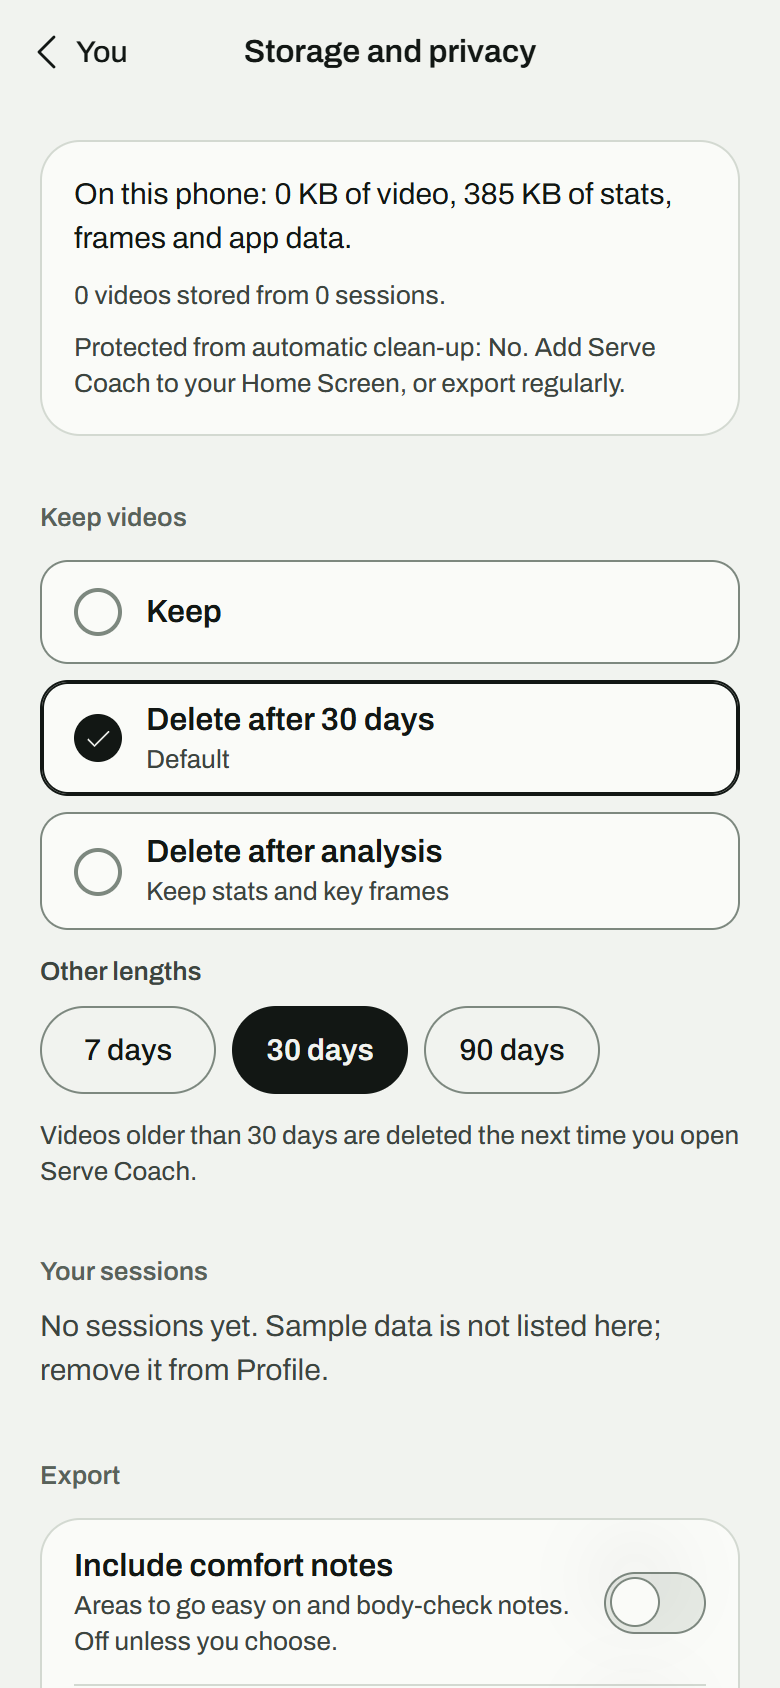 You
Storage and privacy
On this phone: 0 KB of video, 385 KB of stats,
frames and app data.
0 videos stored from 0 sessions.
Protected from automatic clean-up: No. Add Serve
Coach to your Home Screen, or export regularly.
Keep videos
Keep
Delete after 30 days
Default
Delete after analysis
Keep stats and key frames
Other lengths
7 days
30 days
90 days
Videos older than 30 days are deleted the next time you open
Serve Coach.
Your sessions
No sessions yet. Sample data is not listed here;
remove it from Profile.
Export
Include comfort notes
Areas to go easy on and body-check notes.
Off unless you choose.